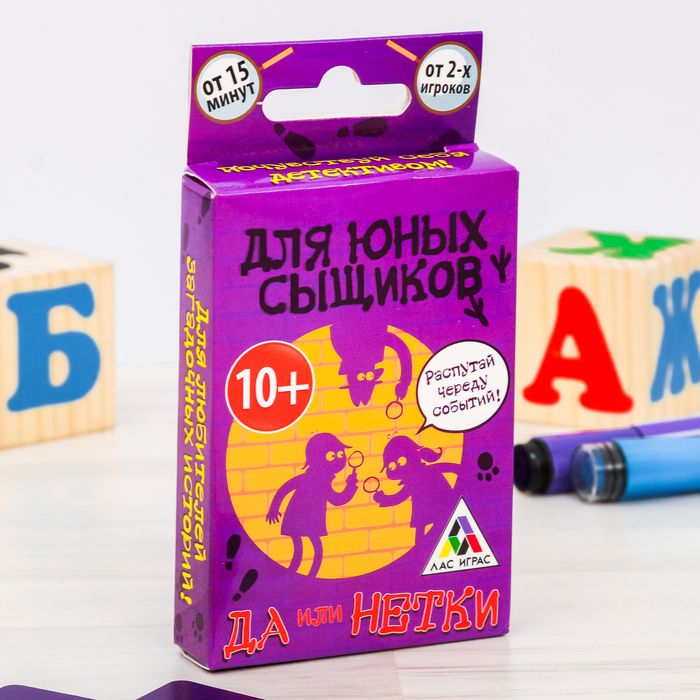 от 15
минут
от 2-х
игроков
почувствуй себя
детективом!
ДЛЯ ЮНЫХ
СЫЩИКОВ
10+
Распутай
череду
событий!
ЛАС ИГРАС
ДА или НЕТКИ
Для любителей
загадочных историй!
Б
А
Ж